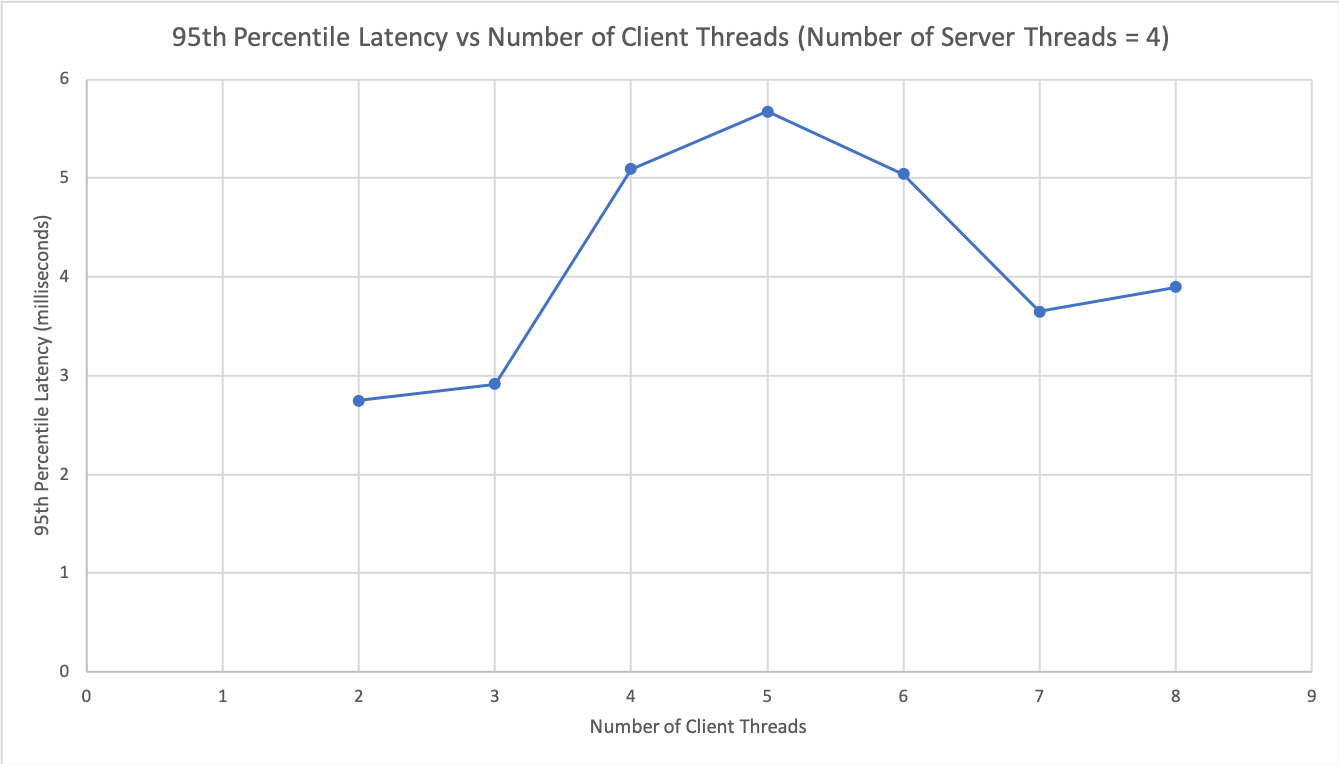 95th Percentile Latency vs Number of Client Threads (Number of Server Threads = 4)
6
5
4
3
2
1
0
95th Percentile Latency (milliseconds)
0 1 2 3 4 5 6 7 8 9
Number of Client Threads